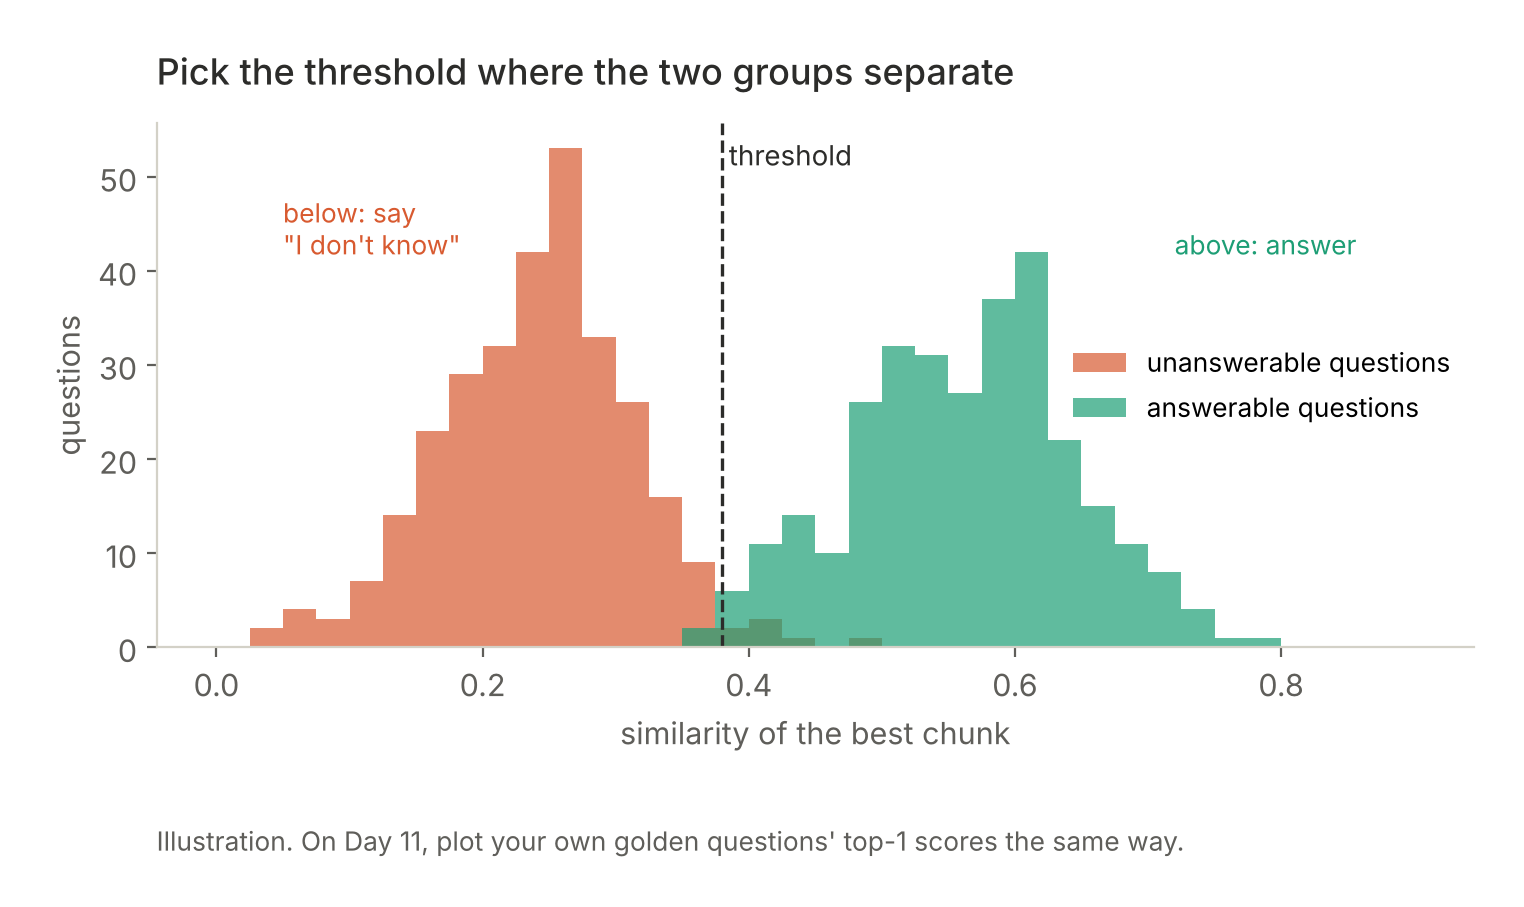 Pick the threshold where the two groups separate
threshold
below: say
"I don't know"
above: answer
unanswerable questions
answerable questions
questions
50
40
30
20
10
0
0.0
0.2
0.4
0.6
0.8
similarity of the best chunk
Illustration. On Day 11, plot your own golden questions' top-1 scores the same way.